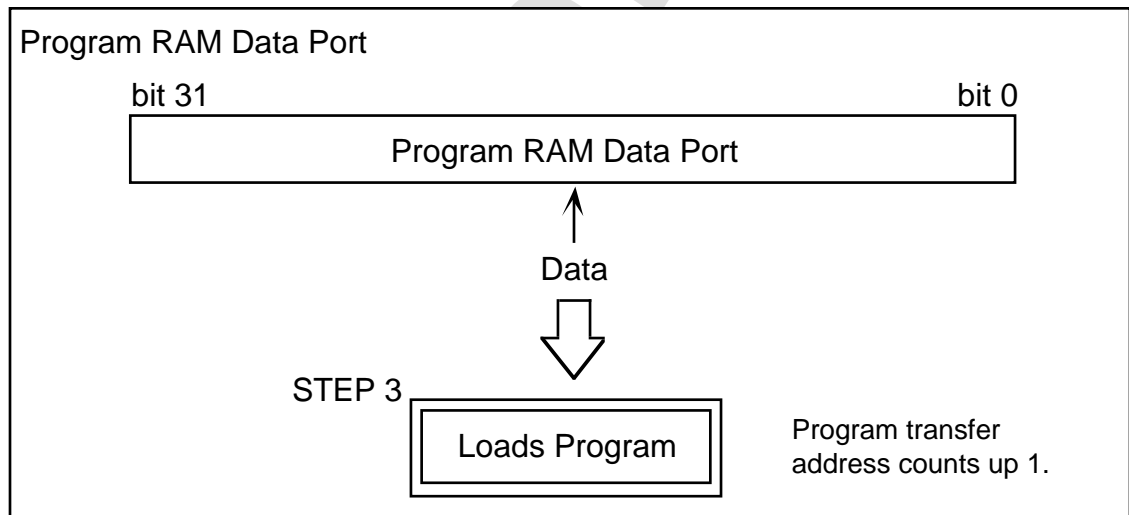 Program RAM Data Port
bit 31 bit 0
Program RAM Data Port
Data
STEP 3
Loads Program
Program transfer
address counts up 1.